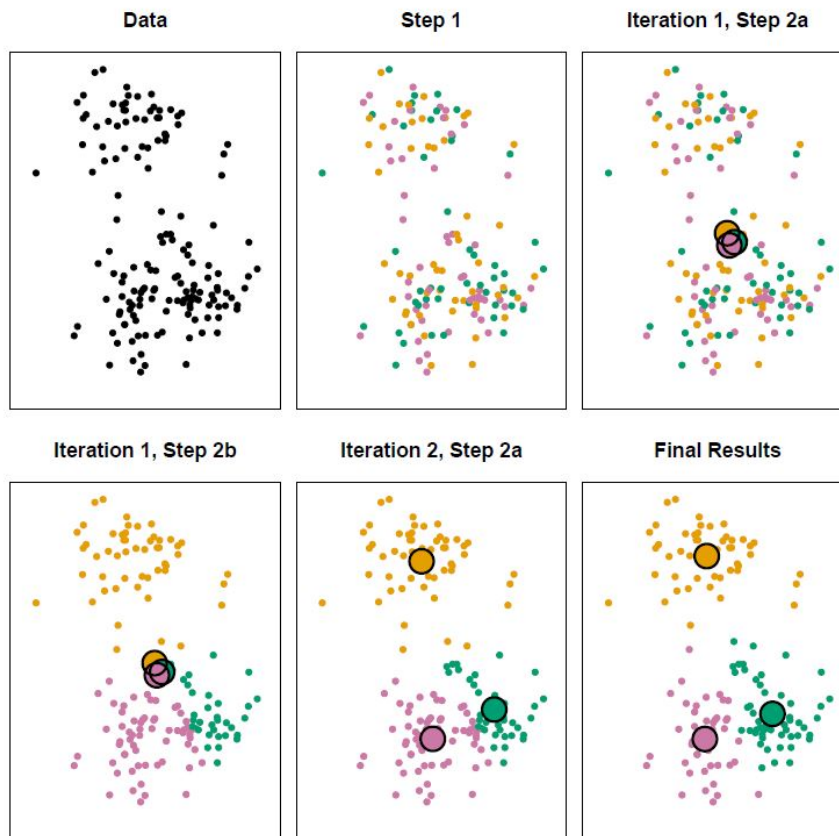 Data
Step 1
Iteration 1, Step 2a
Iteration 1, Step 2b
Iteration 2, Step 2a
Final Results